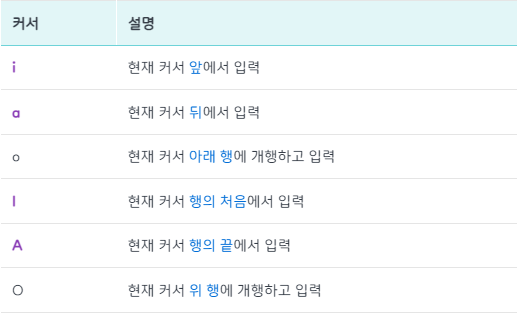 커서 설명
i 현재 커서 앞에서 입력
a 현재 커서 뒤에서 입력
o 현재 커서 아래 행에 개행하고 입력
I 현재 커서 행의 처음에서 입력
A 현재 커서 행의 끝에서 입력
O 현재 커서 위 행에 개행하고 입력